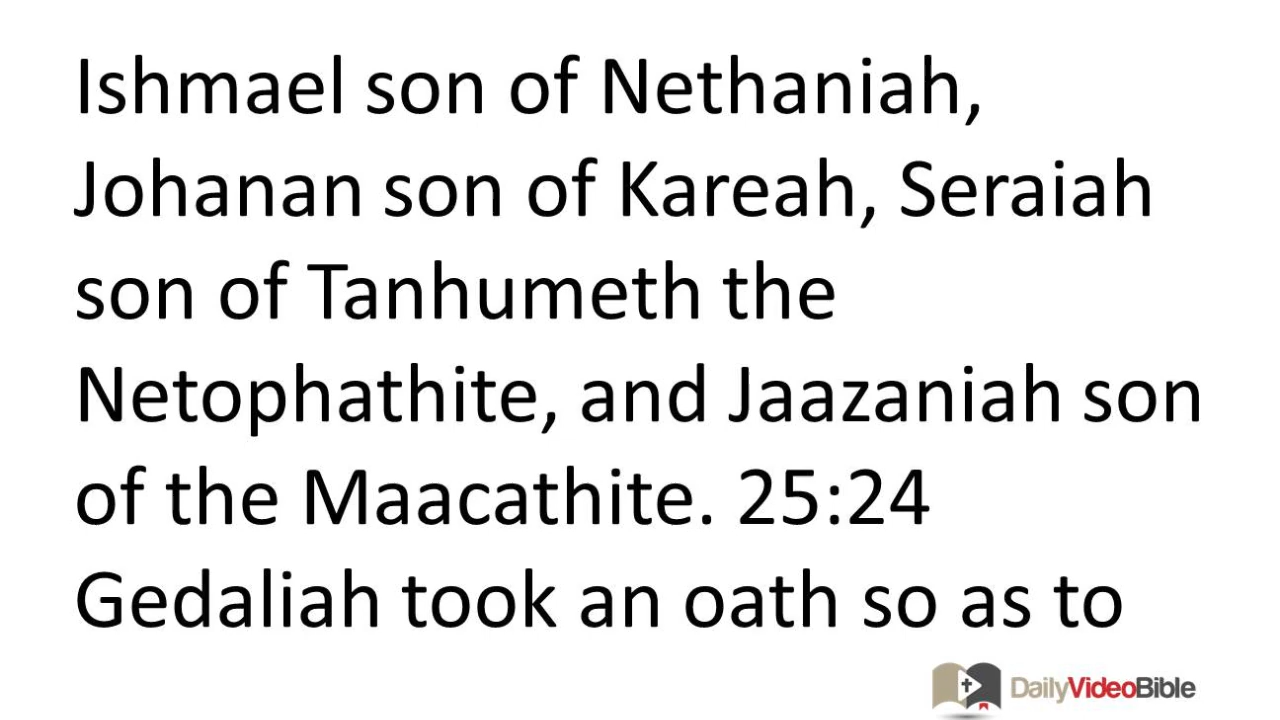 Ishmael son of Nethaniah,
Johanan son of Kareah, Seraiah
son of Tanhumeth the
Netophathite, and Jaazaniah son
of the Maacathite. 25:24
Gedaliah took an oath so as to
DailyVideoBible